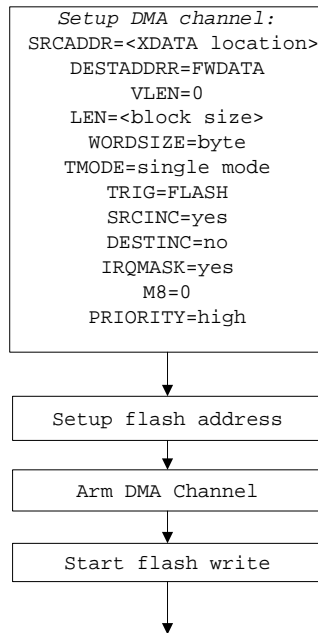 Setup DMA channel:
SRCADDR=<XDATA location>
DESTADDRR=FWDATA
VLEN=0
LEN=<block size>
WORDSIZE=byte
TMODE=single mode
TRIG=FLASH
SRCINC=yes
DESTINC=no
IRQMASK=yes
M8=0
PRIORITY=high
Setup flash address
Arm DMA Channel
Start flash write